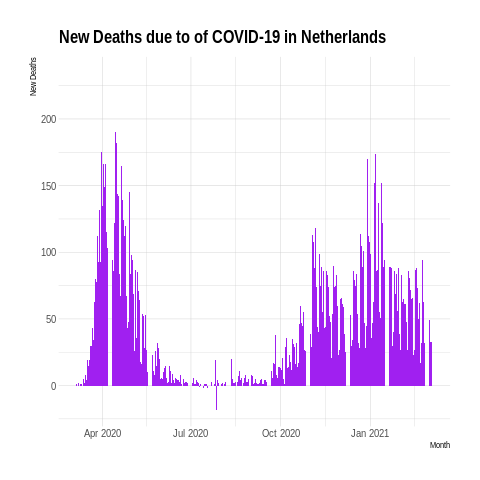 New Deaths due to of COVID-19 in Netherlands
New Deaths
200
150
100
50
0
Apr 2020 Jul 2020 Oct 2020 Jan 2021
Month